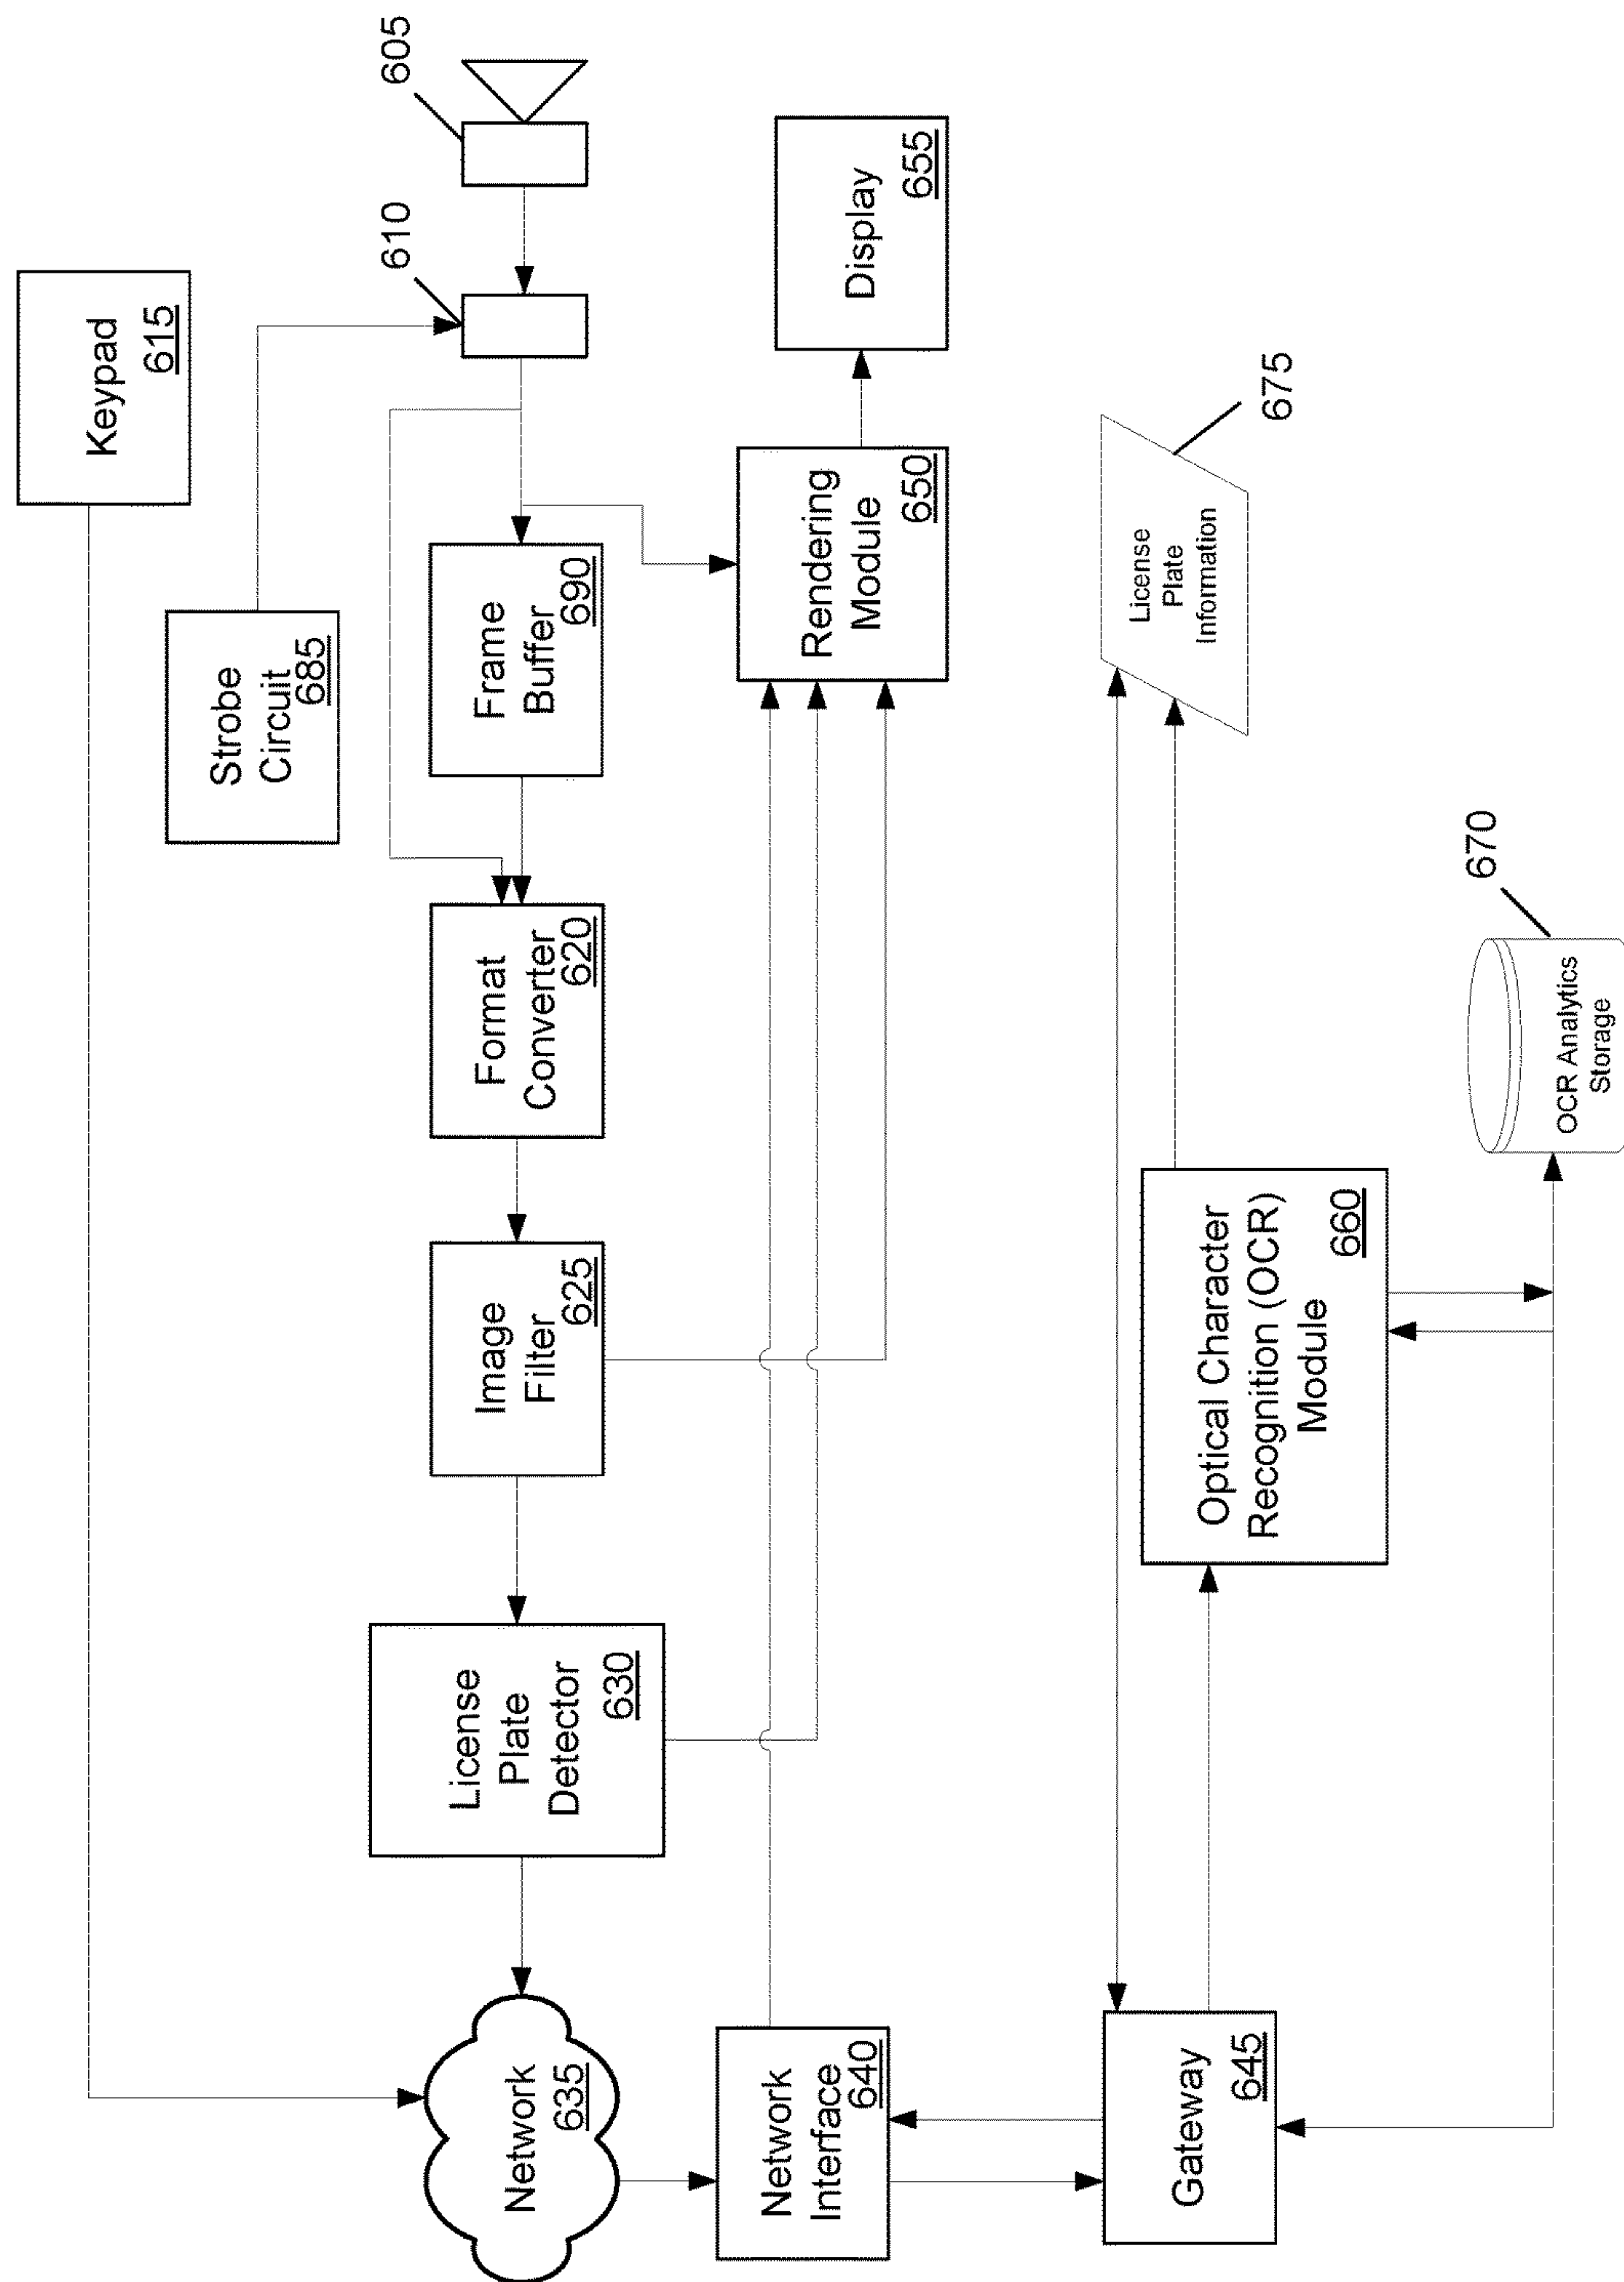 Keypad
615
605
610
Strobe
Circuit
685
Network
635
License
Plate
Detector
630
Image
Filter
625
Format
Converter
620
Frame
Buffer
690
Network
Interface
640
Rendering
Module
650
Display
655
Gateway
645
Optical Character
Recognition (OCR)
Module
660
License
Plate
Information
675
OCR Analytics
Storage
670